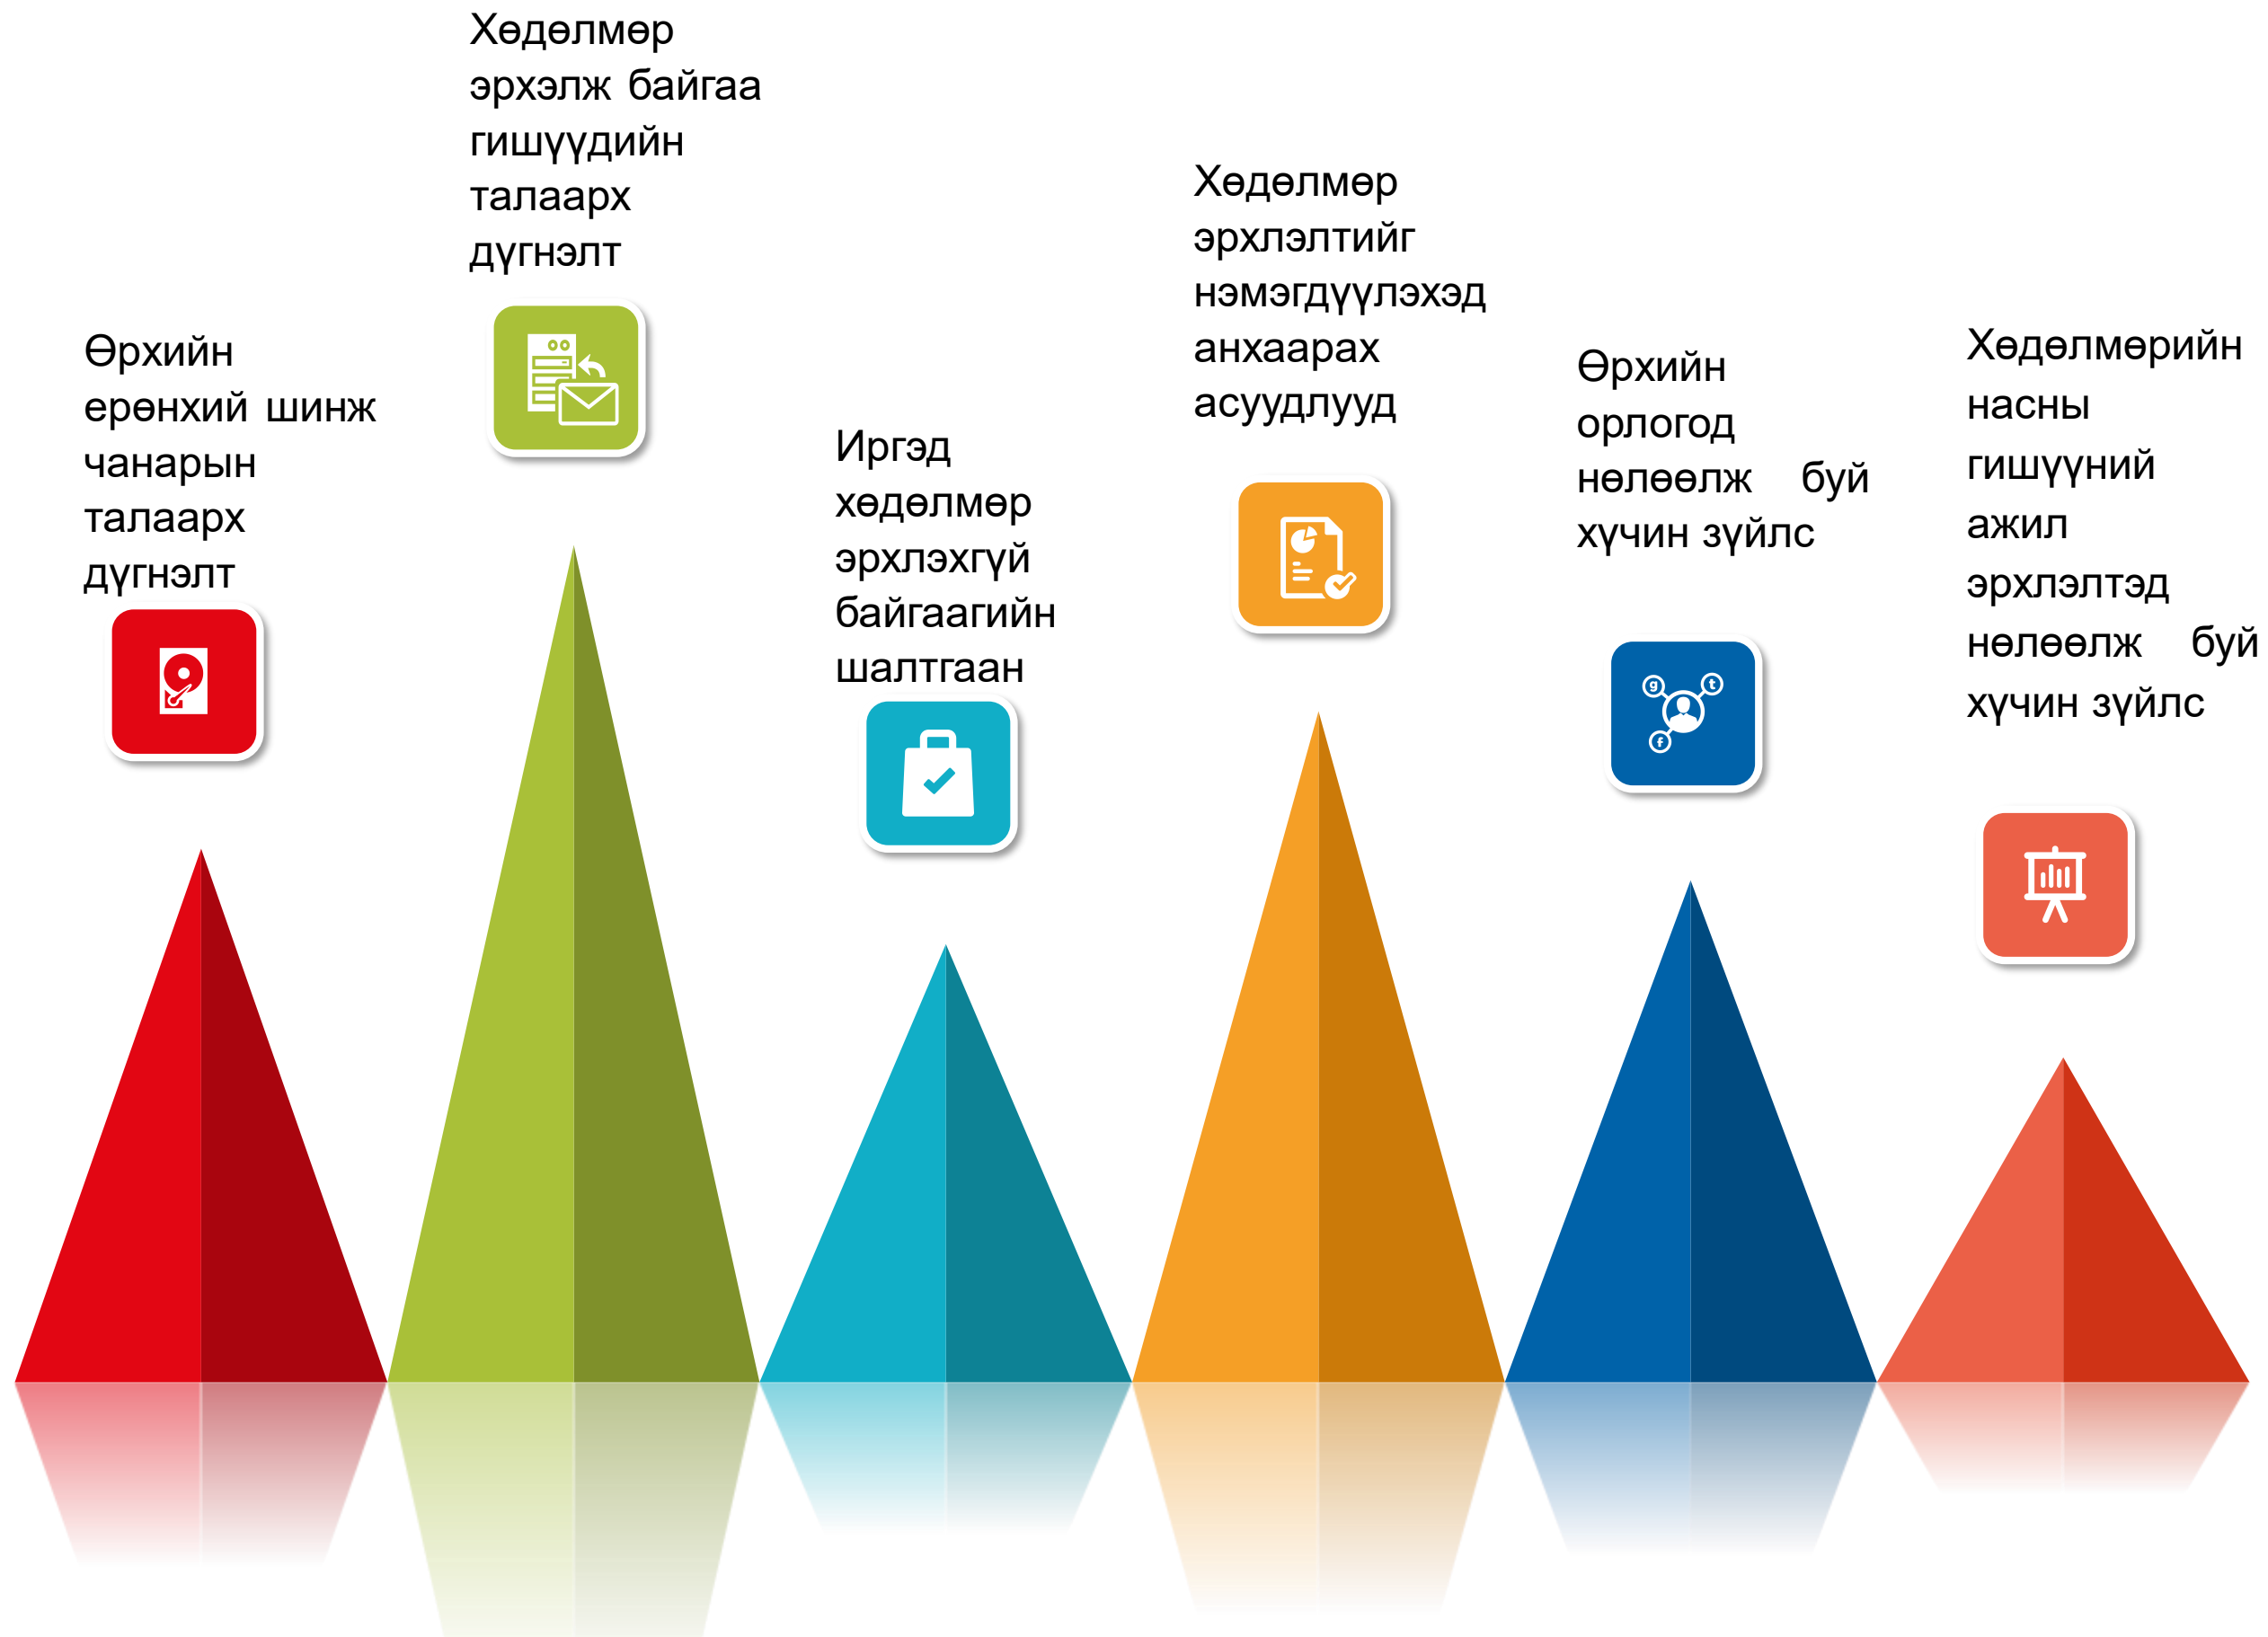 Өрхийн
ерөнхий шинж
чанарын
талаарх
дүгнэлт
Хөдөлмөр
эрхэлж байгаа
гишүүдийн
талаарх
дүгнэлт
Иргэд
хөдөлмөр
эрхлэхгүй
байгаагийн
шалтгаан
Хөдөлмөр
эрхлэлтийг
нэмэгдүүлэхэд
анхаарах
асуудлууд
Өрхийн
орлогод
нөлөөлж буй
хүчин зүйлс
Хөдөлмөрийн
насны
гишүүний
ажил
эрхлэлтэд
нөлөөлж буй
хүчин зүйлс
g
t
f